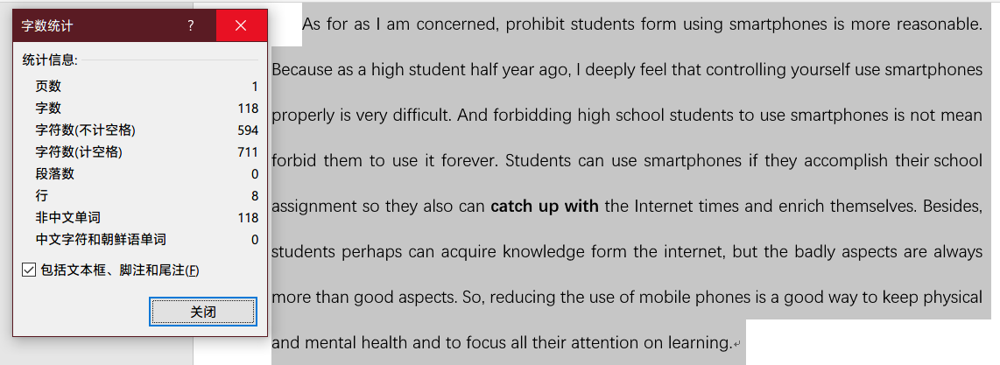 字数统计
?
统计信息:
页数 1
字数 118
字符数(不计空格) 594
字符数(计空格) 711
段落数 0
行 8
非中文单词 118
中文字符和朝鲜语单词 0
包括文本框、脚注和尾注(F)
关闭
As for as I am concerned, prohibit students form using smartphones is more reasonable.
Because as a high student half year ago, I deeply feel that controlling yourself use smartphones
properly is very difficult. And forbidding high school students to use smartphones is not mean
forbid them to use it forever. Students can use smartphones if they accomplish their school
assignment so they also can catch up with the Internet times and enrich themselves. Besides,
students perhaps can acquire knowledge form the internet, but the badly aspects are always
more than good aspects. So, reducing the use of mobile phones is a good way to keep physical
and mental health and to focus all their attention on learning.